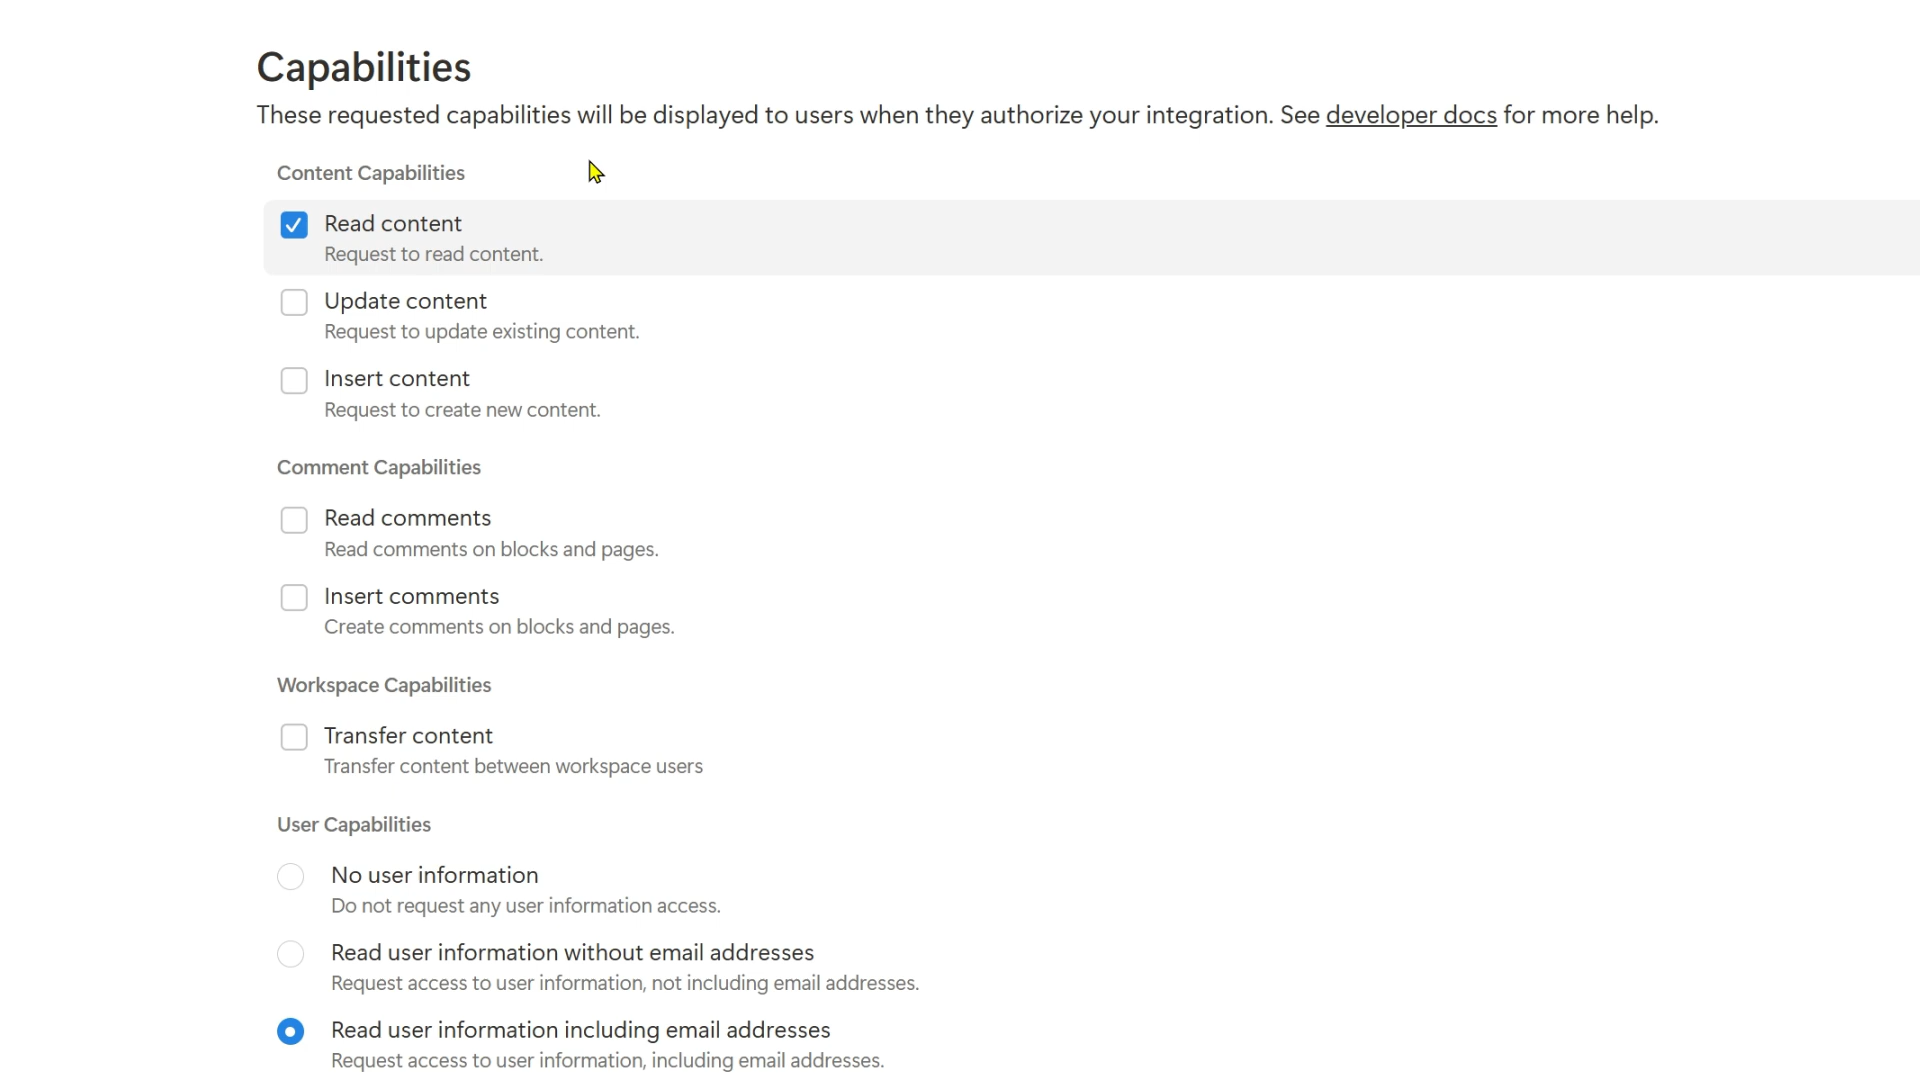 Capabilities
These requested capabilities will be displayed to users when they authorize your integration. See developer docs for more help.
Content Capabilities
Read content
Request to read content.
Update content
Request to update existing content.
Insert content
Request to create new content.
Comment Capabilities
Read comments
Read comments on blocks and pages.
Insert comments
Create comments on blocks and pages.
Workspace Capabilities
Transfer content
Transfer content between workspace users
User Capabilities
No user information
Do not request any user information access.
Read user information without email addresses
Request access to user information, not including email addresses.
Read user information including email addresses
Request access to user information, including email addresses.